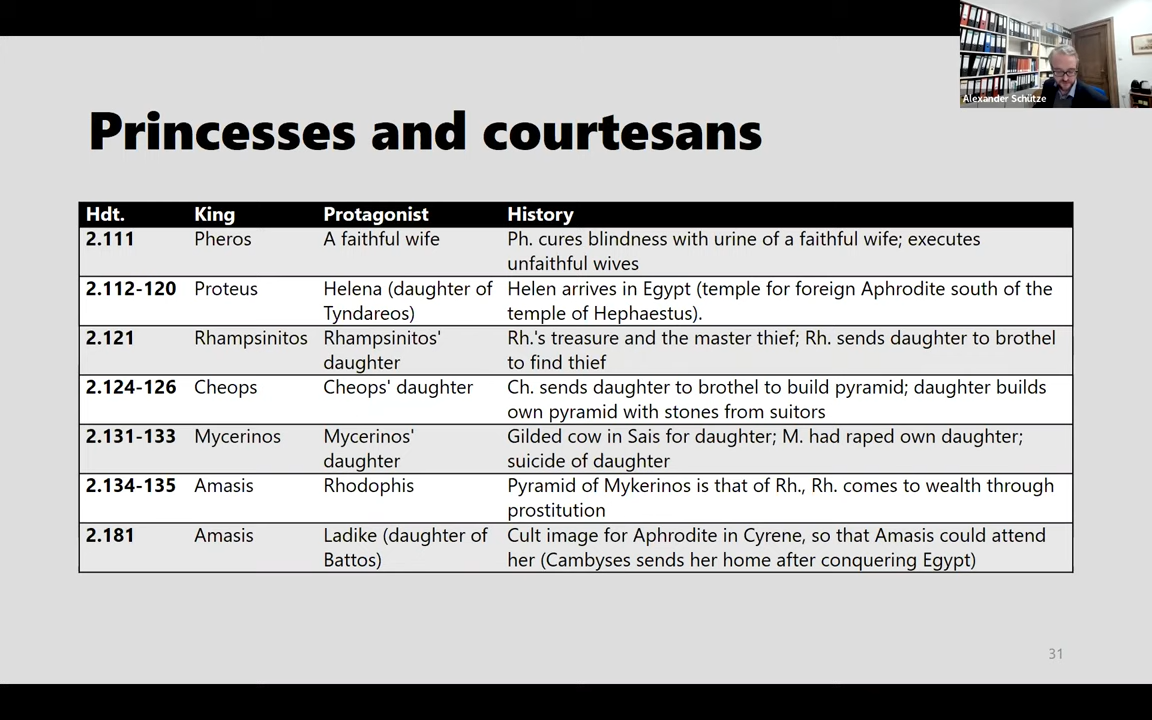 Alexander Schütze
Princesses and courtesans
Hdt. King Protagonist History
2.111 Pheros A faithful wife Ph. cures blindness with urine of a faithful wife; executes
unfaithful wives
2.112-120 Proteus Helena (daughter of Helen arrives in Egypt (temple for foreign Aphrodite south of the
Tyndareos) temple of Hephaestus).
2.121 Rhampsinitos Rhampsinitos' Rh.'s treasure and the master thief; Rh. sends daughter to brothel
daughter to find thief
2.124-126 Cheops Cheops' daughter Ch. sends daughter to brothel to build pyramid; daughter builds
own pyramid with stones from suitors
2.131-133 Mycerinos Mycerinos' Gilded cow in Sais for daughter; M. had raped own daughter;
daughter suicide of daughter
2.134-135 Amasis Rhodophis Pyramid of Mykerinos is that of Rh., Rh. comes to wealth through
prostitution
2.181 Amasis Ladike (daughter of Cult image for Aphrodite in Cyrene, so that Amasis could attend
Battos) her (Cambyses sends her home after conquering Egypt)
31